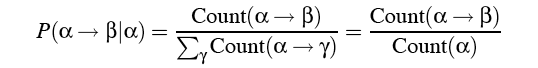 P(α → β|α) = Count(α → β) / ∑γ Count(α → γ) = Count(α → β) / Count(α)